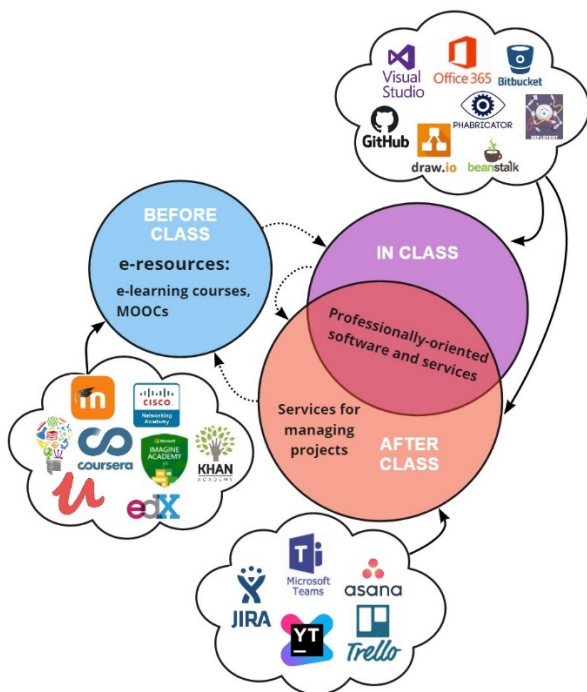 Visual
Studio
Office 365
Bitbucket
GitHub
PHABRICATOR
draw.io
beanstalk
BEFORE
CLASS
e-resources:
e-learning courses,
MOOCs
IN CLASS
Professionally-oriented
software and services
Services for
managing
projects
AFTER
CLASS
CISCO
Networking
Academy
coursera
Microsoft
IMAGINE
ACADEMY
KHAN
ACADEMY
edX
Microsoft
Teams
asana
JIRA
YT
Trello